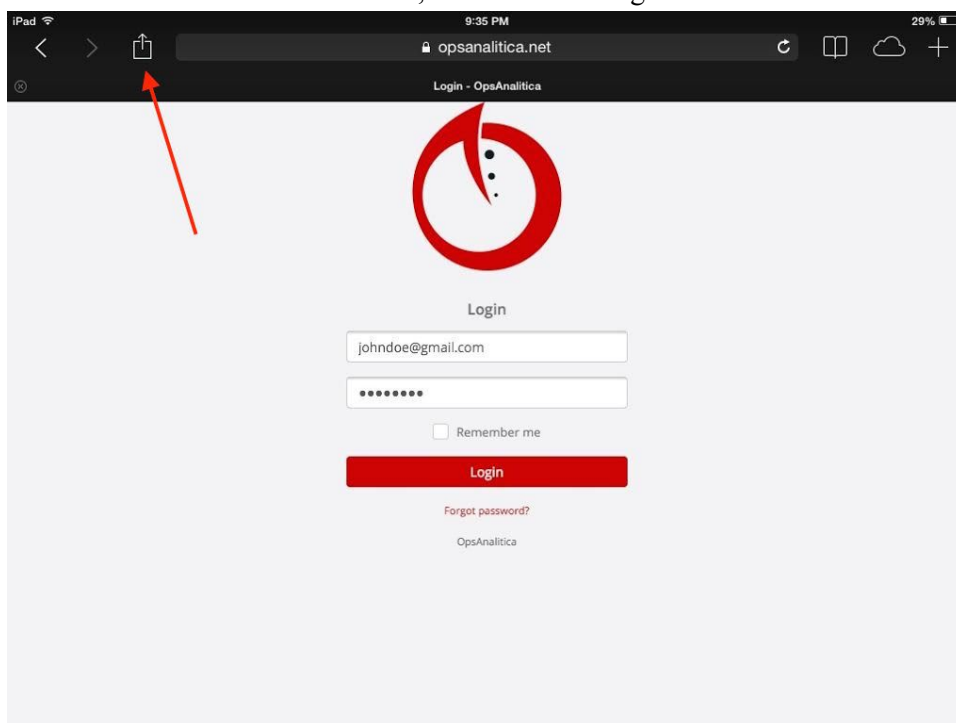 iPad 9:35 PM 29%
opsanalitica.net
Login - OpsAnalitica
Login
johndoe@gmail.com
••••••••
Remember me
Login
Forgot password?
OpsAnalitica